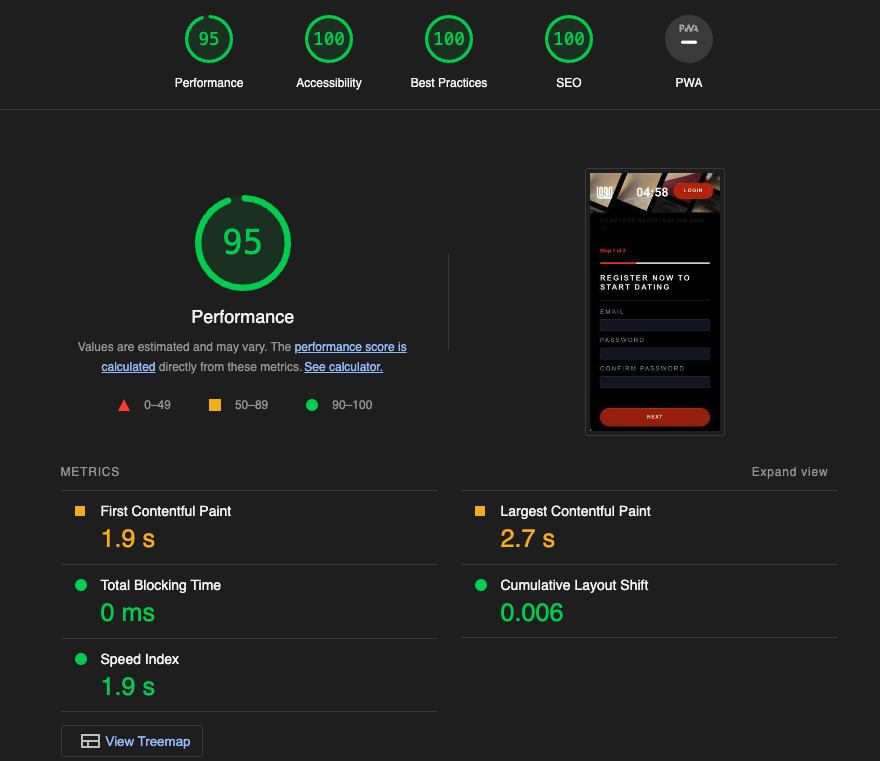 95
100
100
100
PWA
Performance
Accessibility
Best Practices
SEO
PWA
95
Performance
Values are estimated and may vary. The performance score is
calculated directly from these metrics. See calculator.
0–49
50–89
90–100
LOGO
04:58
LOGIN
COMPLETE REGISTRATION NOW
Step 1 of 3
REGISTER NOW TO
START DATING
EMAIL
PASSWORD
CONFIRM PASSWORD
NEXT
METRICS
Expand view
First Contentful Paint
1.9 s
Largest Contentful Paint
2.7 s
Total Blocking Time
0 ms
Cumulative Layout Shift
0.006
Speed Index
1.9 s
View Treemap